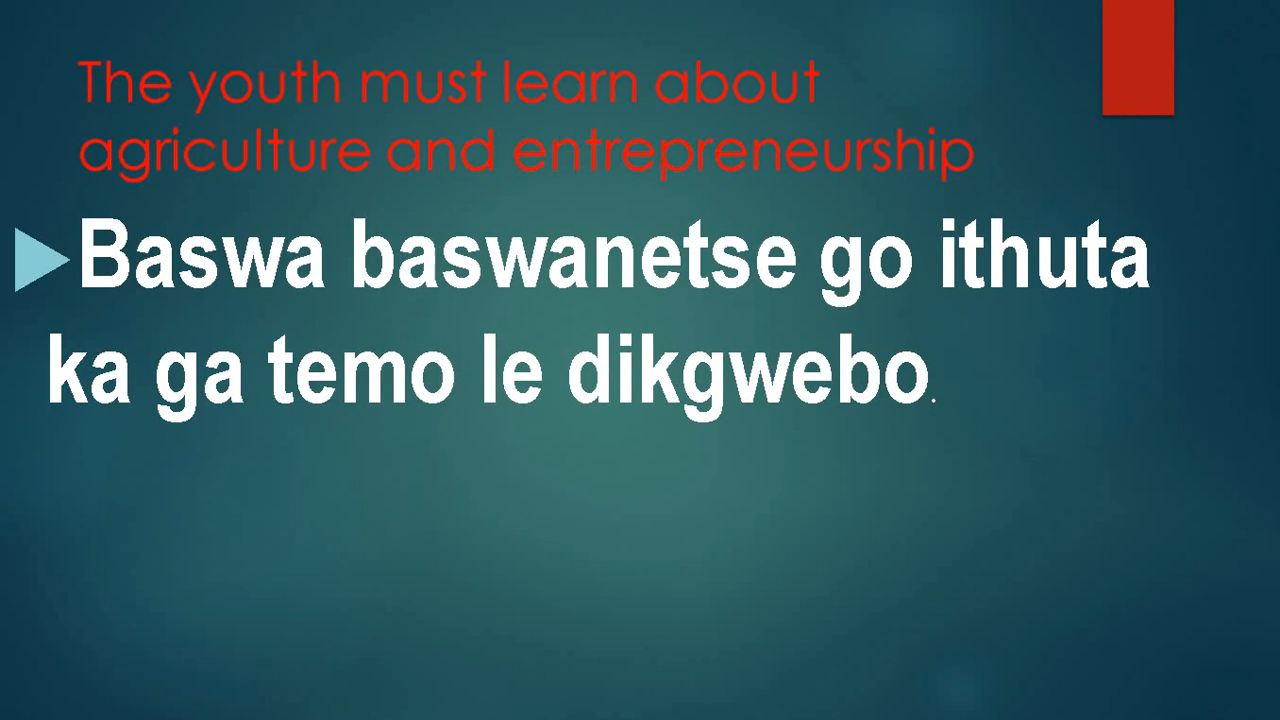 The youth must learn about
agriculture and entrepreneurship
Baswa baswanetse go ithuta
ka ga temo le dikgwebo.